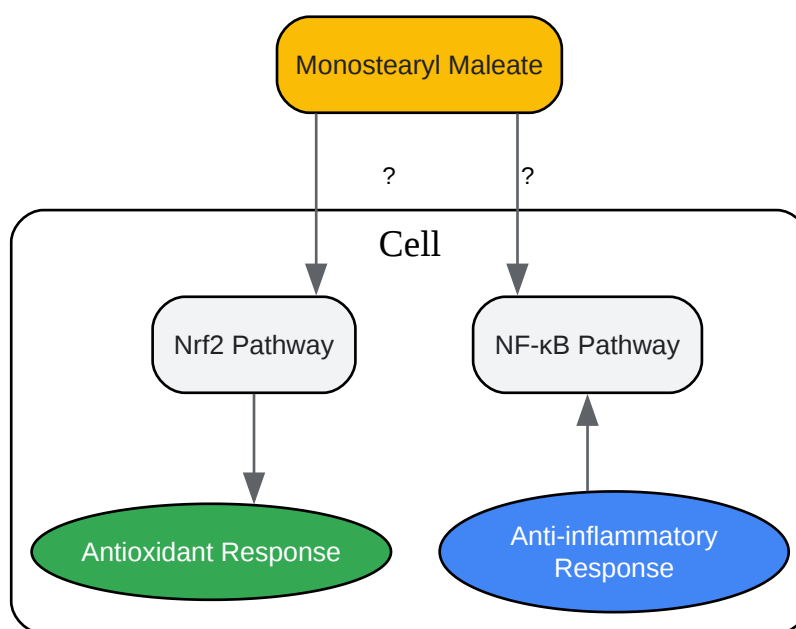 Monostearyl Maleate
?
?
Cell
Nrf2 Pathway
NF-κB Pathway
Antioxidant Response
Anti-inflammatory
Response